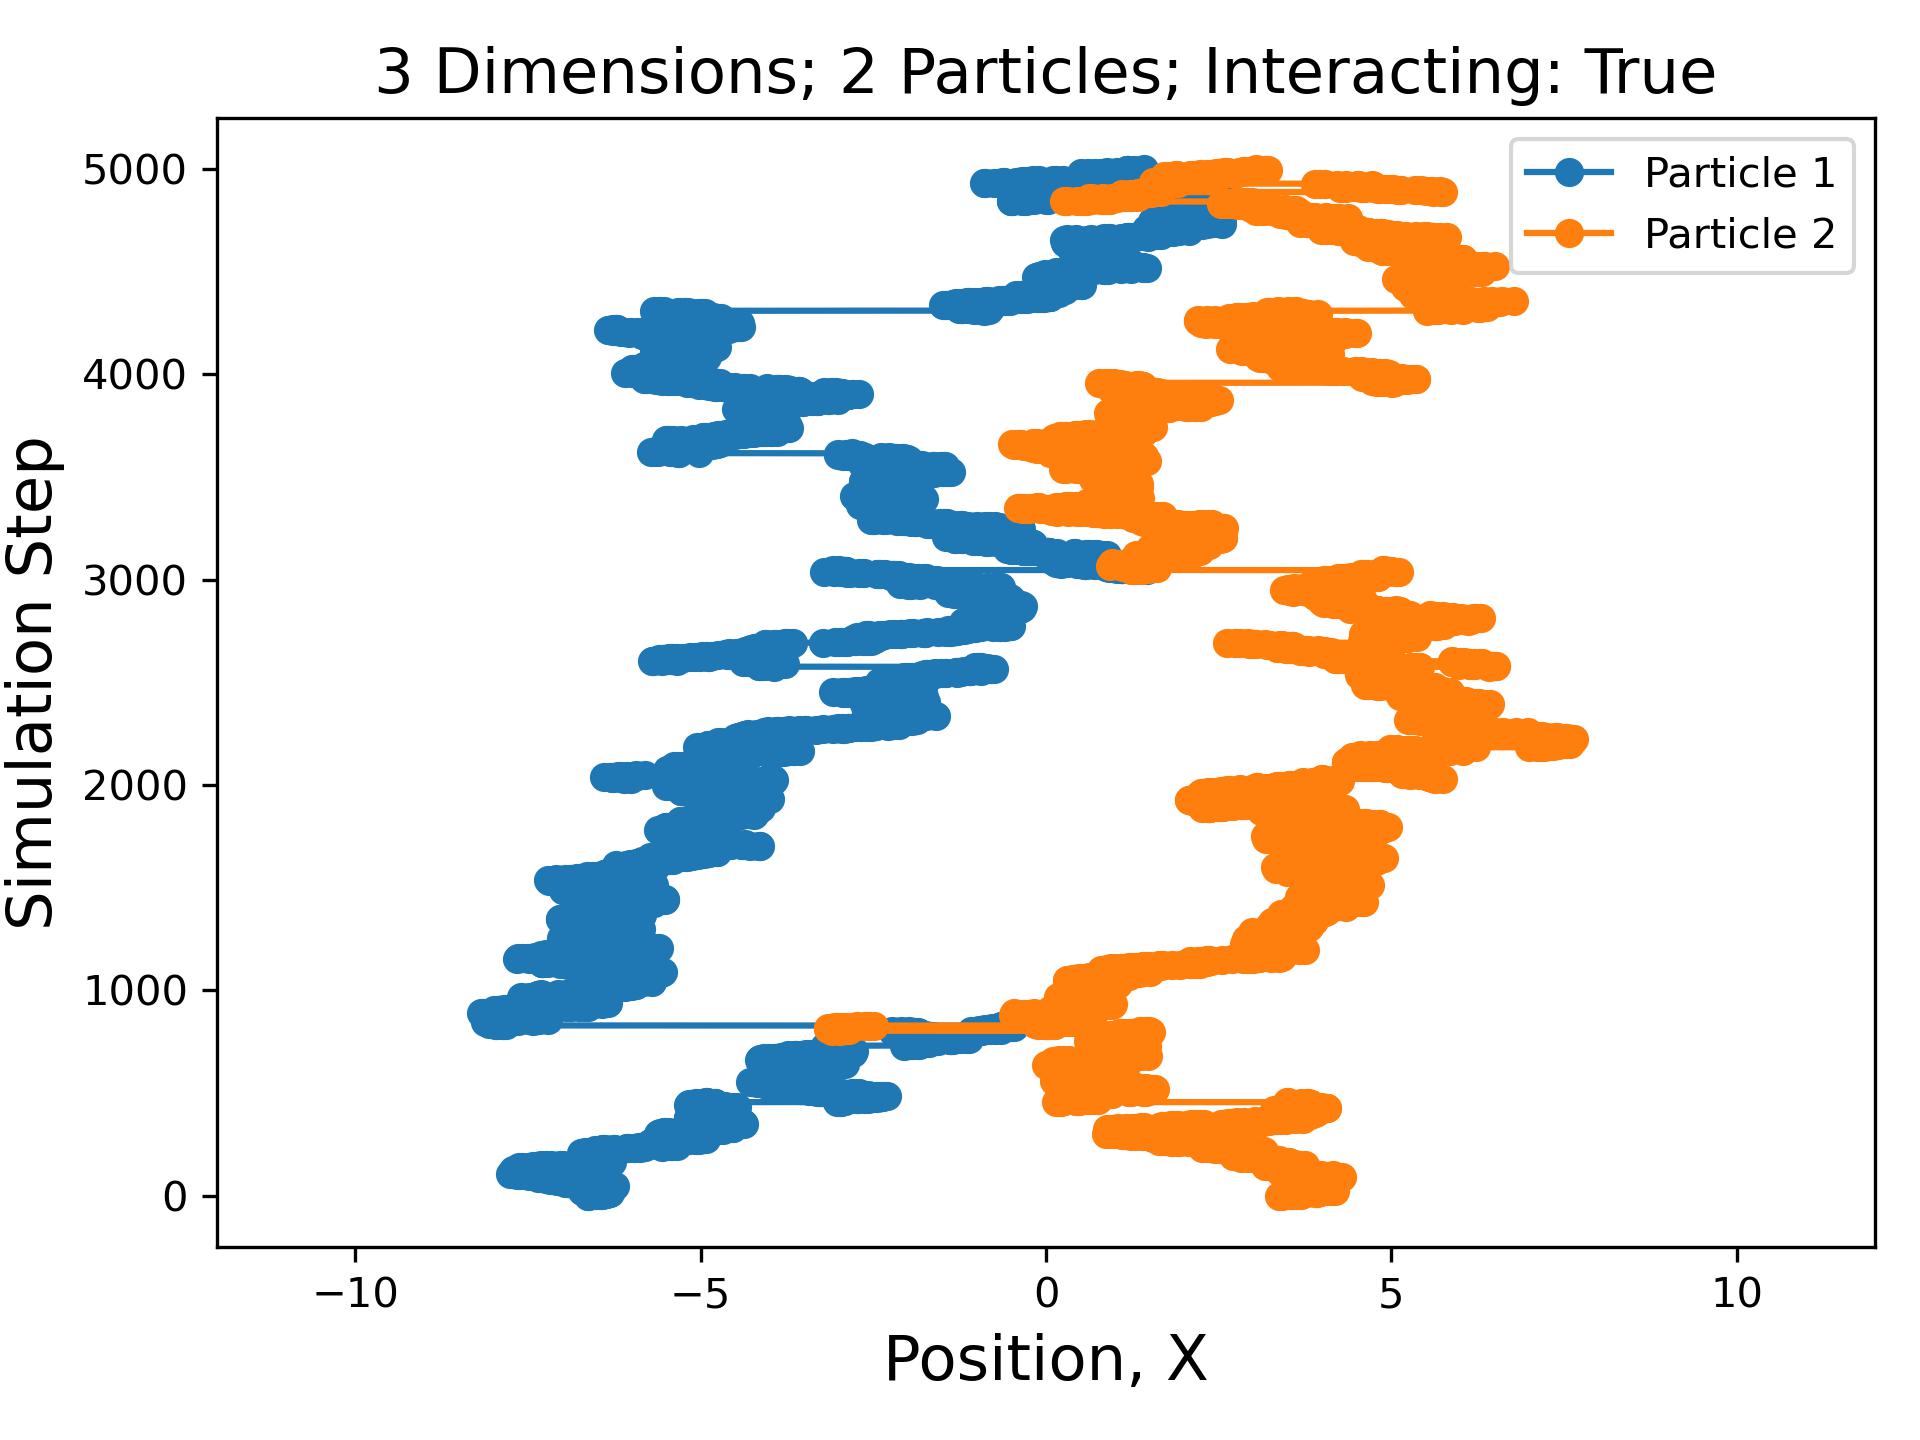 3 Dimensions; 2 Particles; Interacting: True
Particle 1
Particle 2
5000
4000
3000
2000
1000
0
Simulation Step
−10 −5 0 5 10
Position, X